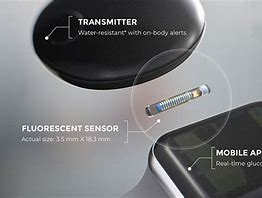 TRANSMITTER
Water-resistant* with on-body alerts
FLUORESCENT SENSOR
Actual size: 3.5 mm X 18.3 mm
MOBILE AP
Real-time gluc